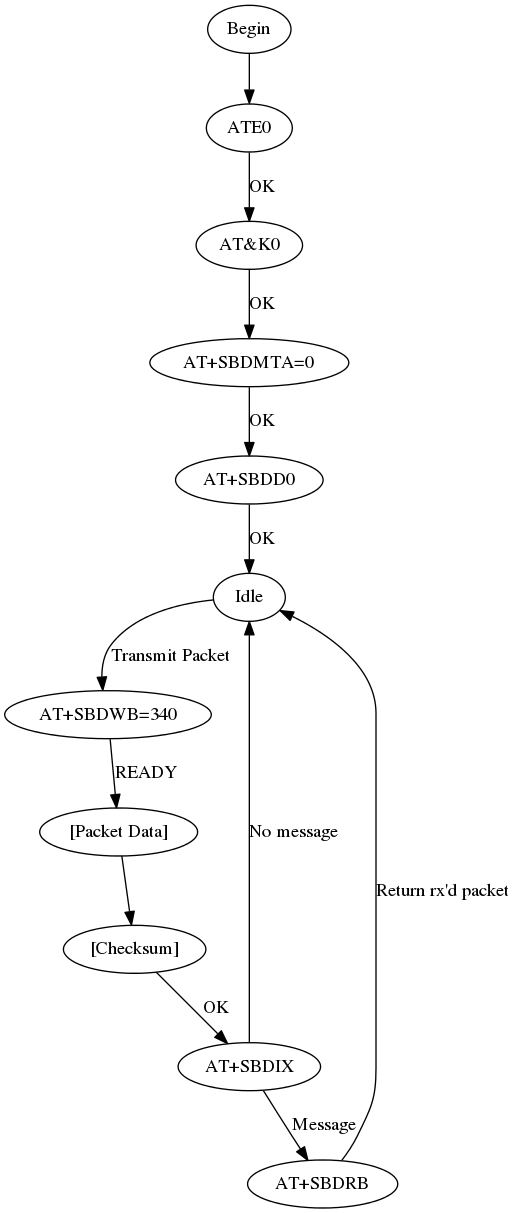 Begin
ATE0
OK
AT&K0
OK
AT+SBDMTA=0
OK
AT+SBDD0
OK
Idle
Transmit Packet
AT+SBDWB=340
READY
[Packet Data]
No message
Return rx'd packet
[Checksum]
OK
AT+SBDIX
Message
AT+SBDRB